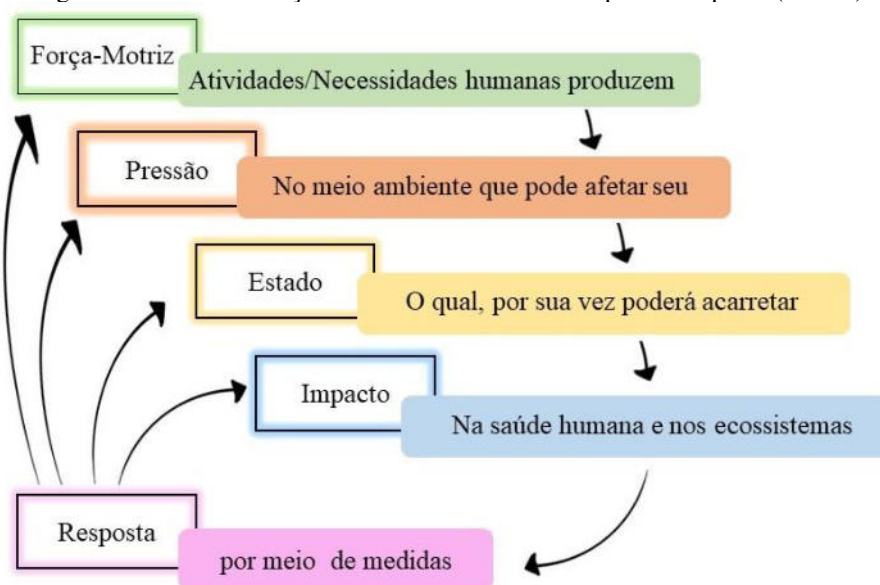 Força-Motriz
Atividades/Necessidades humanas produzem
Pressão
No meio ambiente que pode afetar seu
Estado
O qual, por sua vez poderá acarretar
Impacto
Na saúde humana e nos ecossistemas
Resposta
por meio de medidas